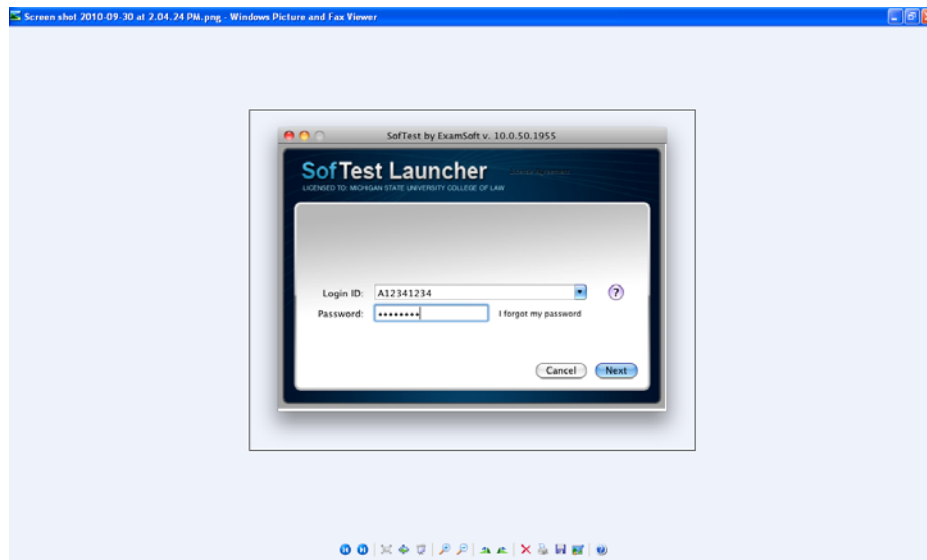 Screen shot 2010-09-30 at 2.04.24 PM.png - Windows Picture and Fax Viewer
SofTest by ExamSoft v. 10.0.50.1955
SofTest Launcher
LICENSED TO: MICHIGAN STATE UNIVERSITY COLLEGE OF LAW
Login ID: A12341234 ?
Password: •••••••• I forgot my password
Cancel Next